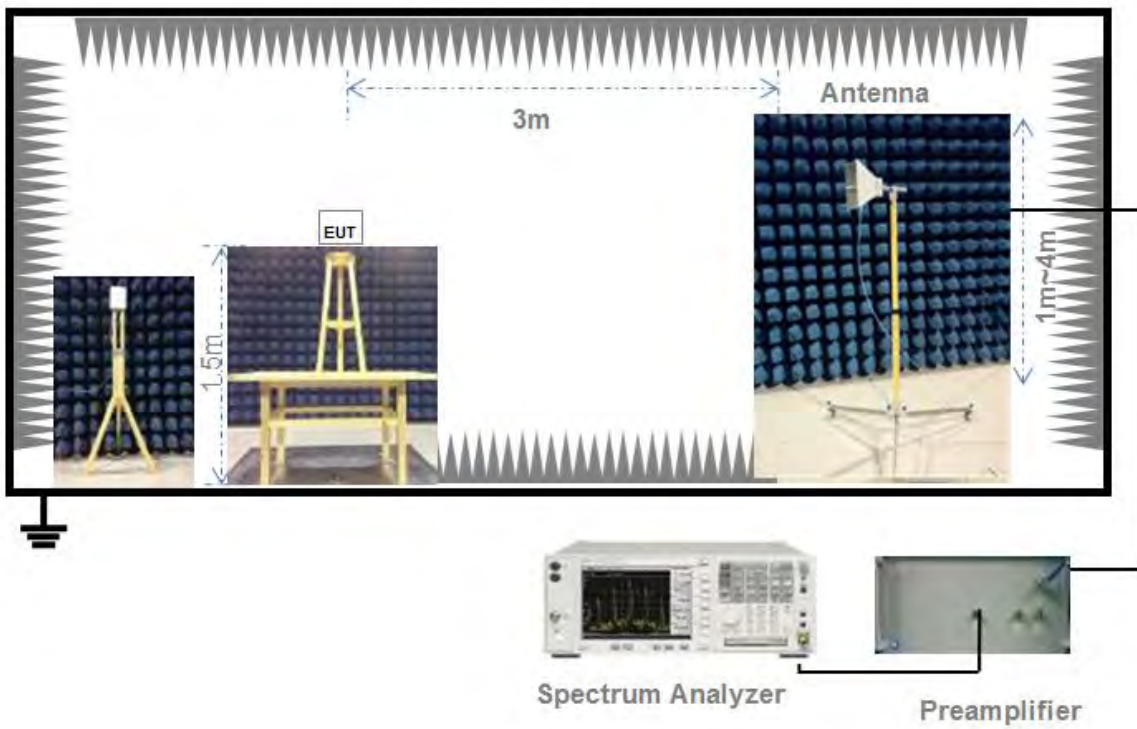 Antenna
3m
EUT
1.5m
1m~4m
Spectrum Analyzer
Preamplifier